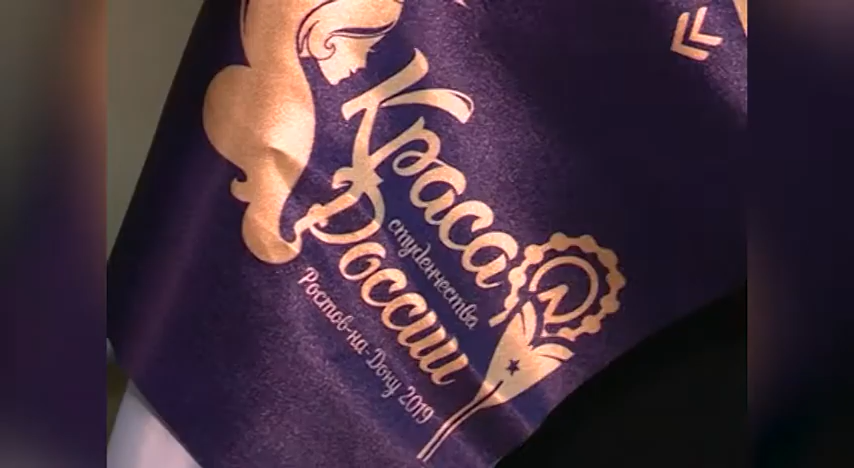 Краса
студенчества
России
Ростов-на-Дону 2019